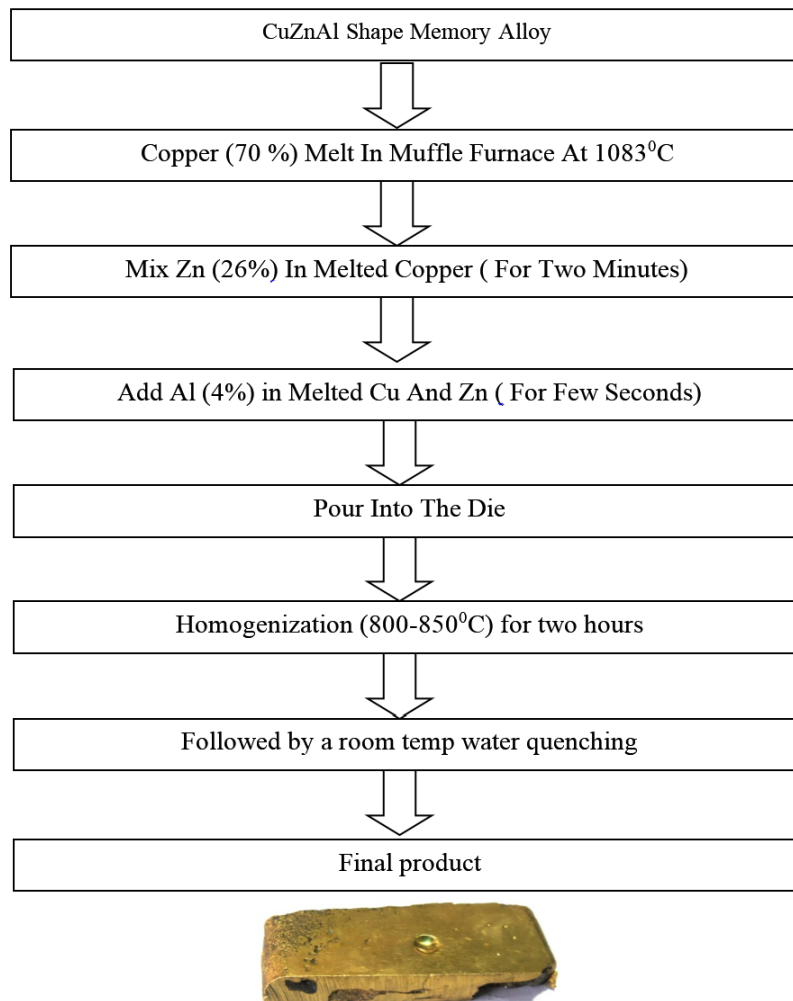 CuZnAl Shape Memory Alloy
Copper (70 %) Melt In Muffle Furnace At 1083⁰C
Mix Zn (26%) In Melted Copper ( For Two Minutes)
Add Al (4%) in Melted Cu And Zn ( For Few Seconds)
Pour Into The Die
Homogenization (800-850⁰C) for two hours
Followed by a room temp water quenching
Final product